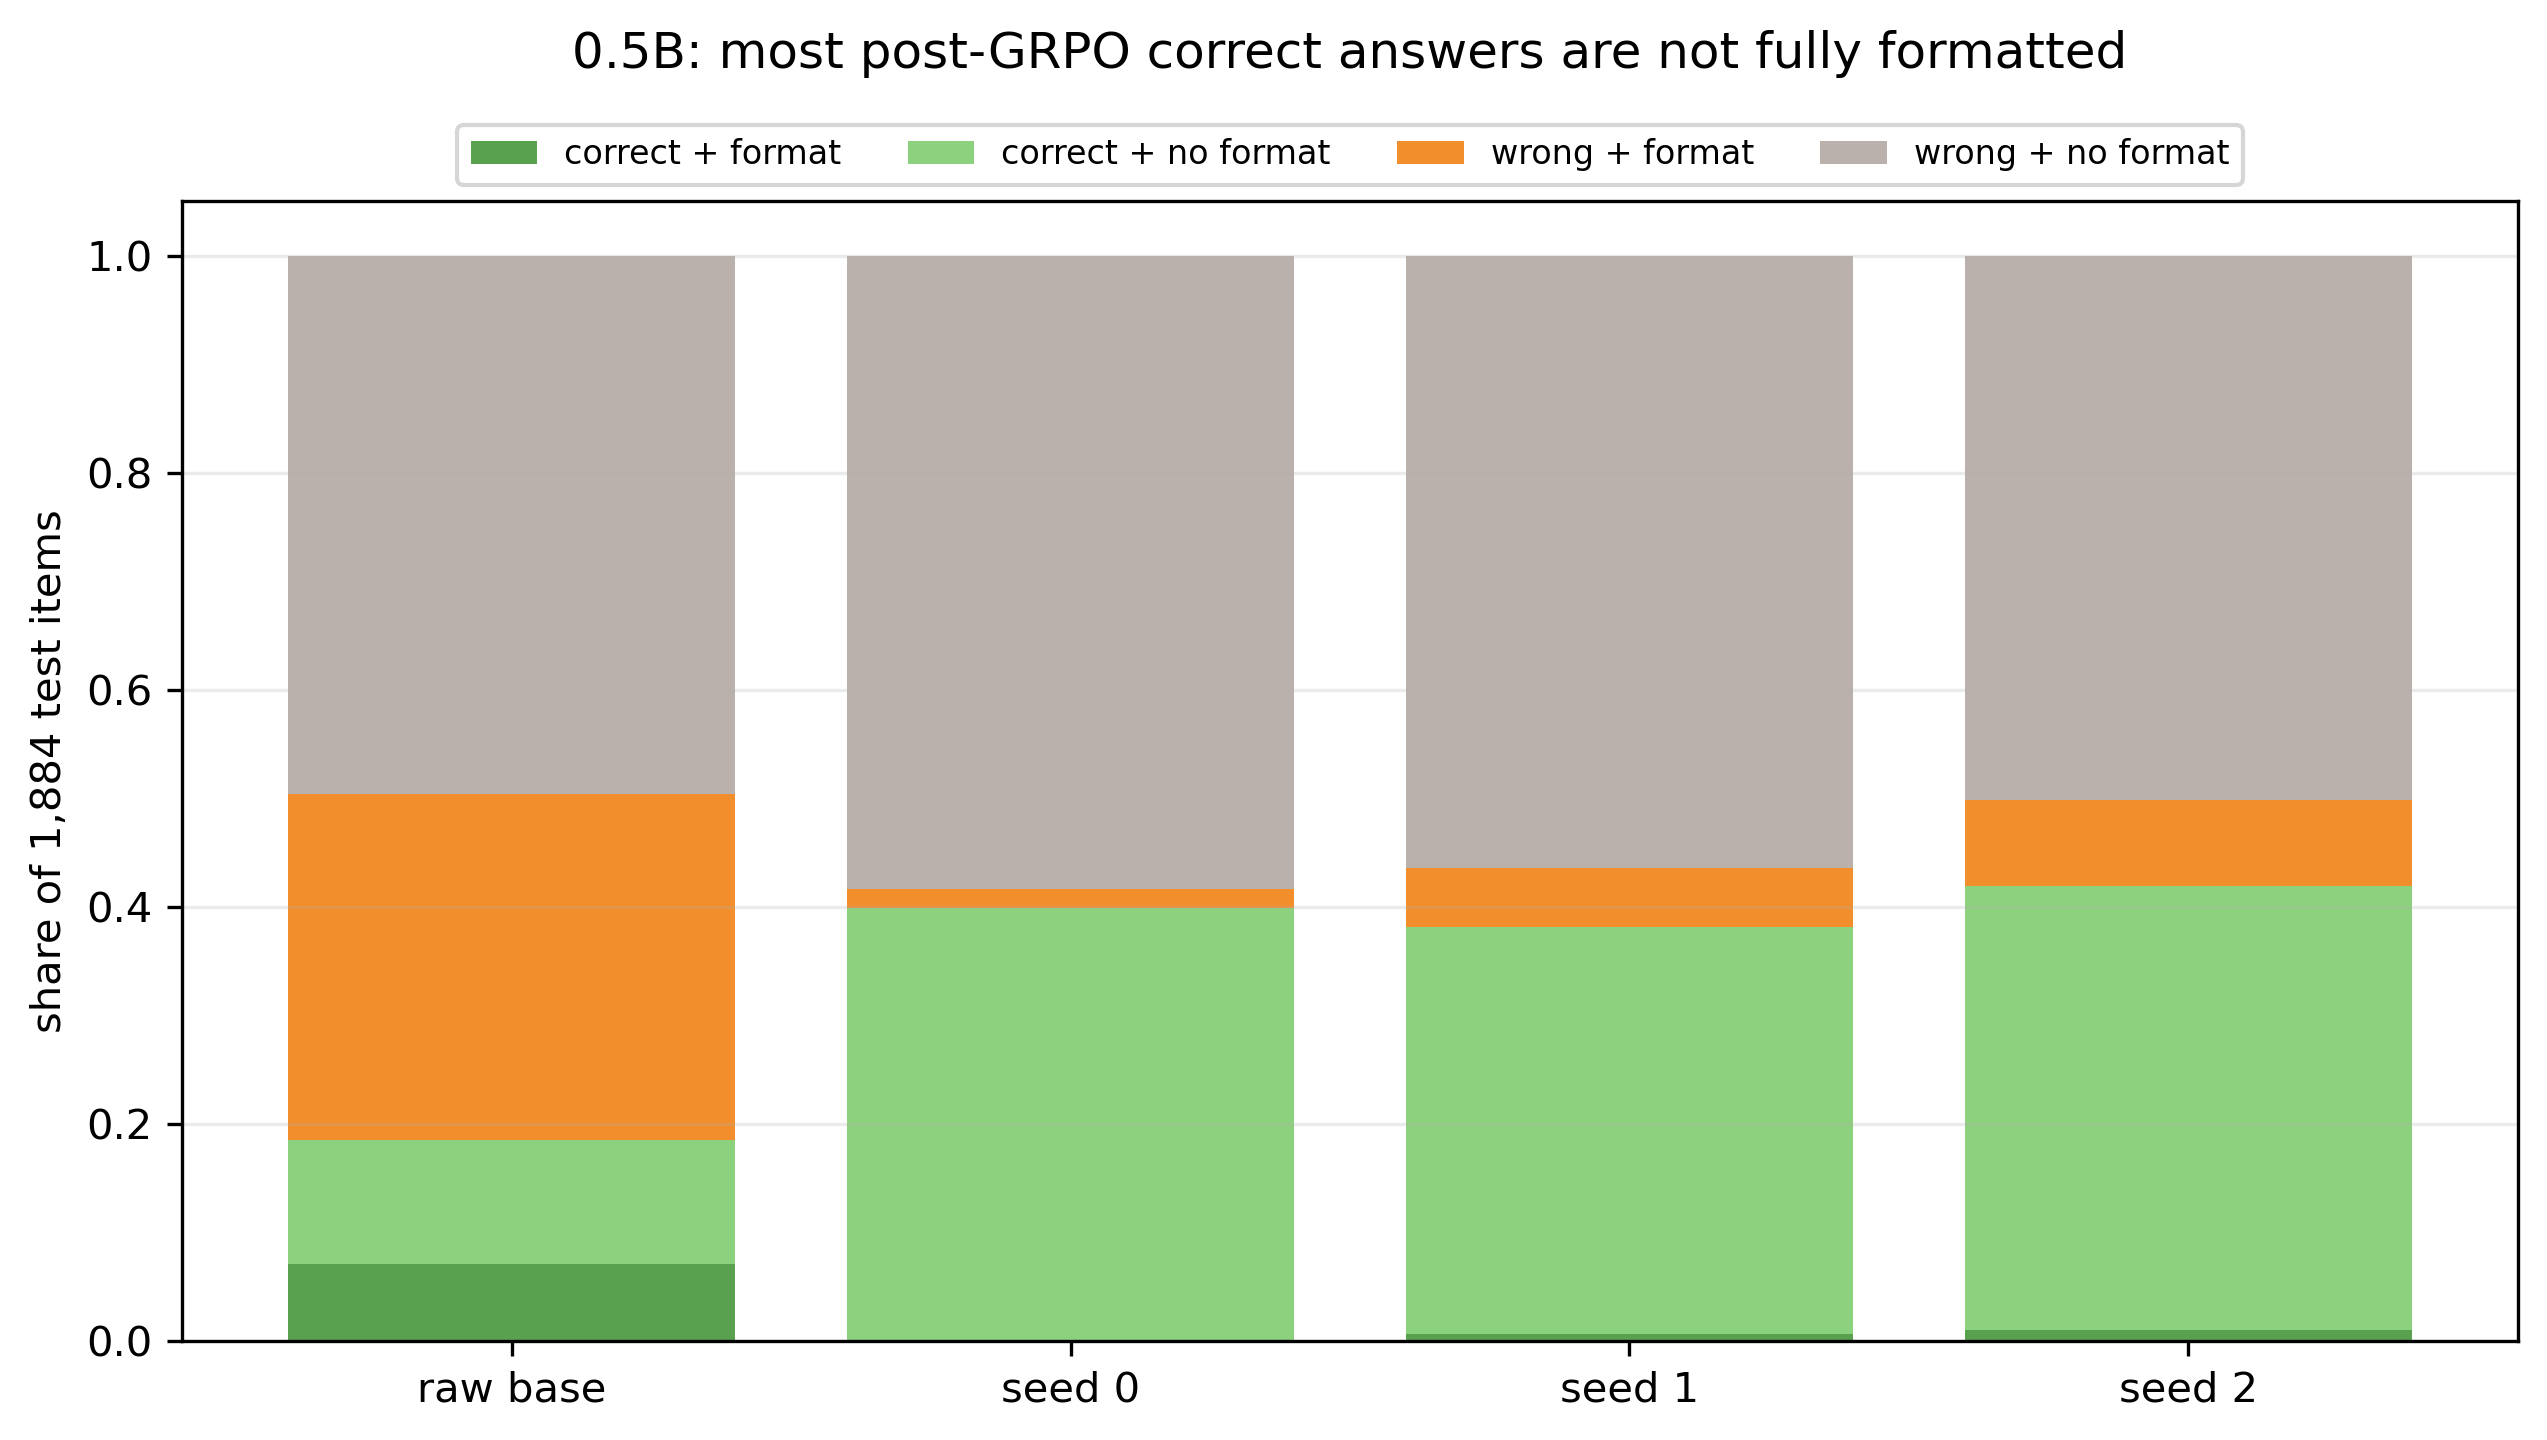 0.5B: most post-GRPO correct answers are not fully formatted
correct + format
correct + no format
wrong + format
wrong + no format
share of 1,884 test items
1.0
0.8
0.6
0.4
0.2
0.0
raw base
seed 0
seed 1
seed 2